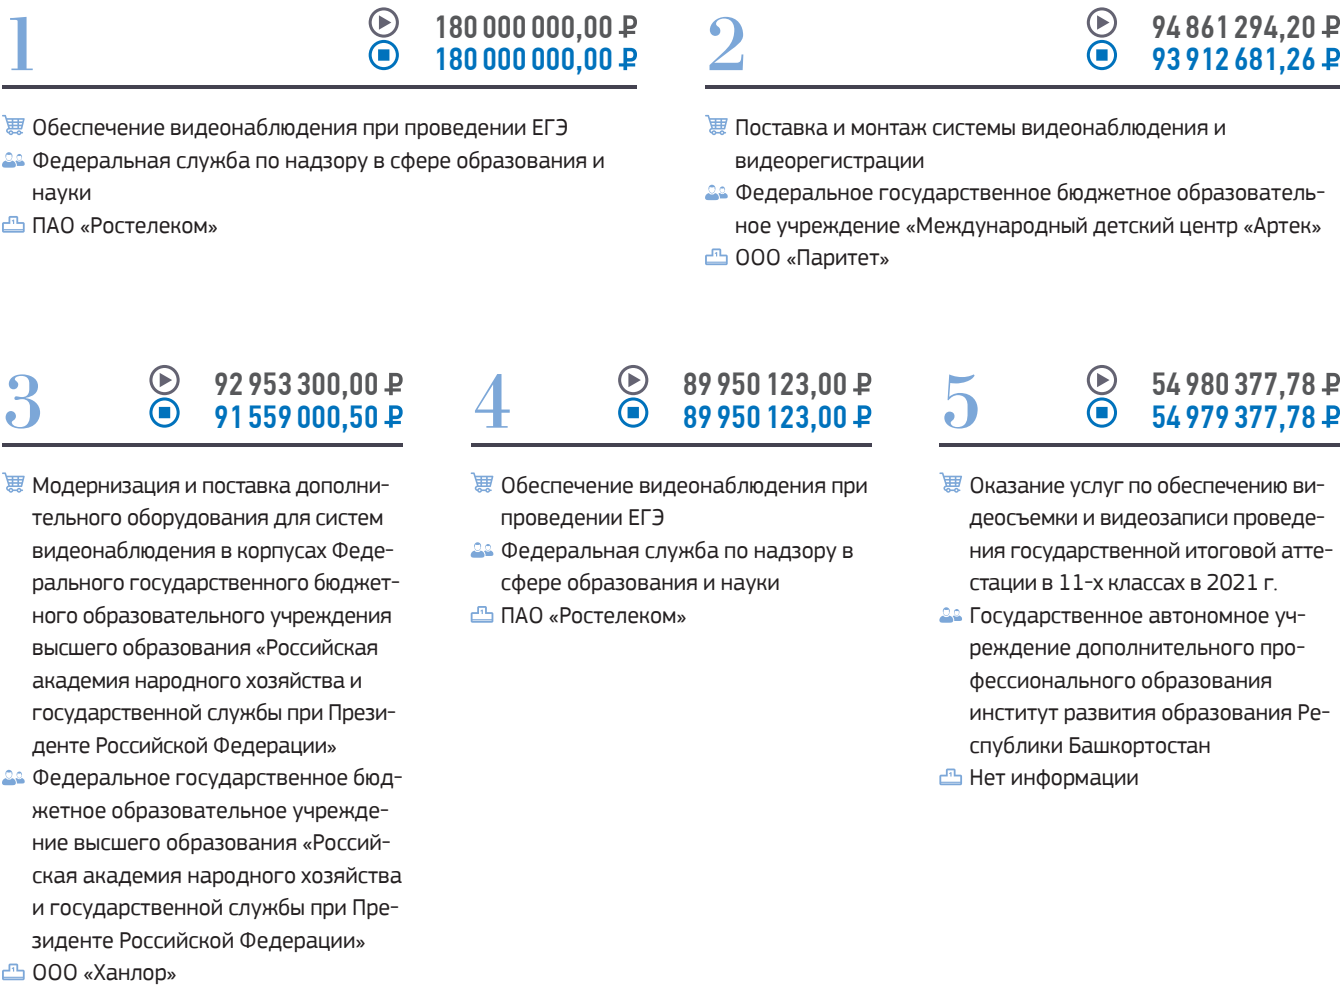 1
180 000 000,00 ₽
180 000 000,00 ₽
Обеспечение видеонаблюдения при проведении ЕГЭ
Федеральная служба по надзору в сфере образования и
науки
ПАО «Ростелеком»
2
94 861 294,20 ₽
93 912 681,26 ₽
Поставка и монтаж системы видеонаблюдения и
видеорегистрации
Федеральное государственное бюджетное образователь-
ное учреждение «Международный детский центр «Артек»
ООО «Паритет»
3
92 953 300,00 ₽
91 559 000,50 ₽
Модернизация и поставка дополни-
тельного оборудования для систем
видеонаблюдения в корпусах Феде-
рального государственного бюджет-
ного образовательного учреждения
высшего образования «Российская
академия народного хозяйства и
государственной службы при Прези-
денте Российской Федерации»
Федеральное государственное бюд-
жетное образовательное учрежде-
ние высшего образования «Россий-
ская академия народного хозяйства
и государственной службы при Пре-
зиденте Российской Федерации»
ООО «Ханлор»
4
89 950 123,00 ₽
89 950 123,00 ₽
Обеспечение видеонаблюдения при
проведении ЕГЭ
Федеральная служба по надзору в
сфере образования и науки
ПАО «Ростелеком»
5
54 980 377,78 ₽
54 979 377,78 ₽
Оказание услуг по обеспечению ви-
деосъемки и видеозаписи проведе-
ния государственной итоговой атте-
стации в 11-х классах в 2021 г.
Государственное автономное уч-
реждение дополнительного про-
фессионального образования
институт развития образования Ре-
спублики Башкортостан
Нет информации